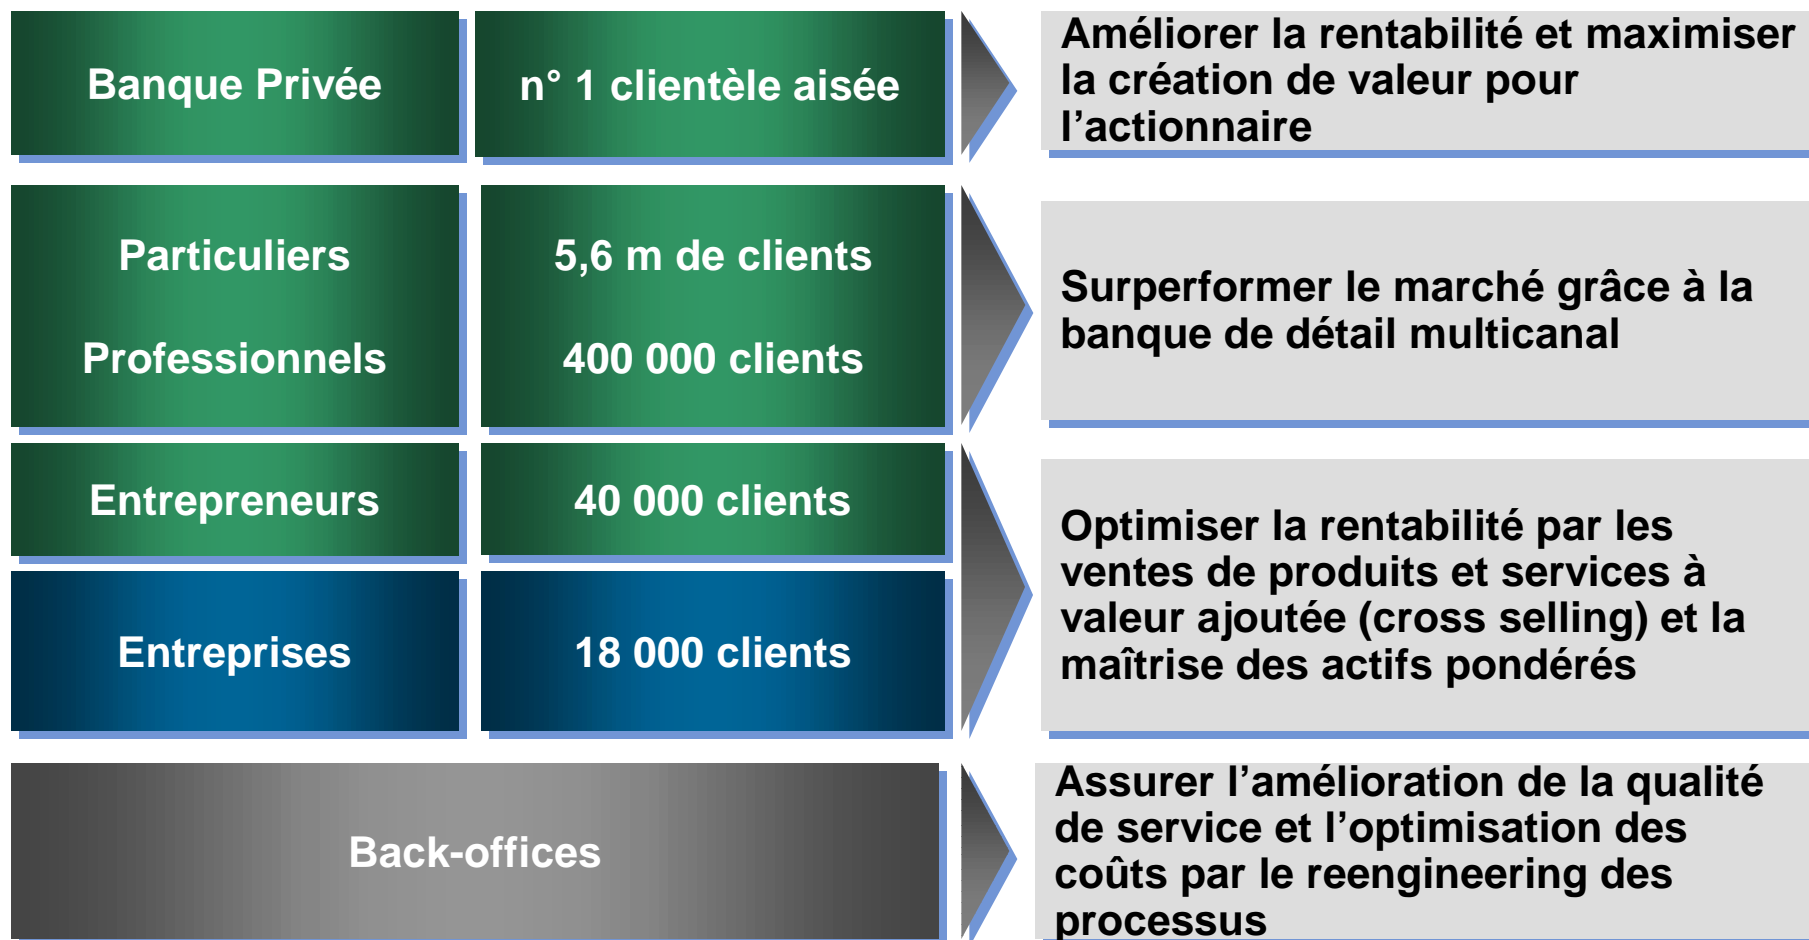 Banque Privée
n° 1 clientèle aisée
Améliorer la rentabilité et maximiser
la création de valeur pour
l’actionnaire
Particuliers
5,6 m de clients
Professionnels
400 000 clients
Surperformer le marché grâce à la
banque de détail multicanal
Entrepreneurs
40 000 clients
Entreprises
18 000 clients
Optimiser la rentabilité par les
ventes de produits et services à
valeur ajoutée (cross selling) et la
maîtrise des actifs pondérés
Back-offices
Assurer l’amélioration de la qualité
de service et l’optimisation des
coûts par le reengineering des
processus